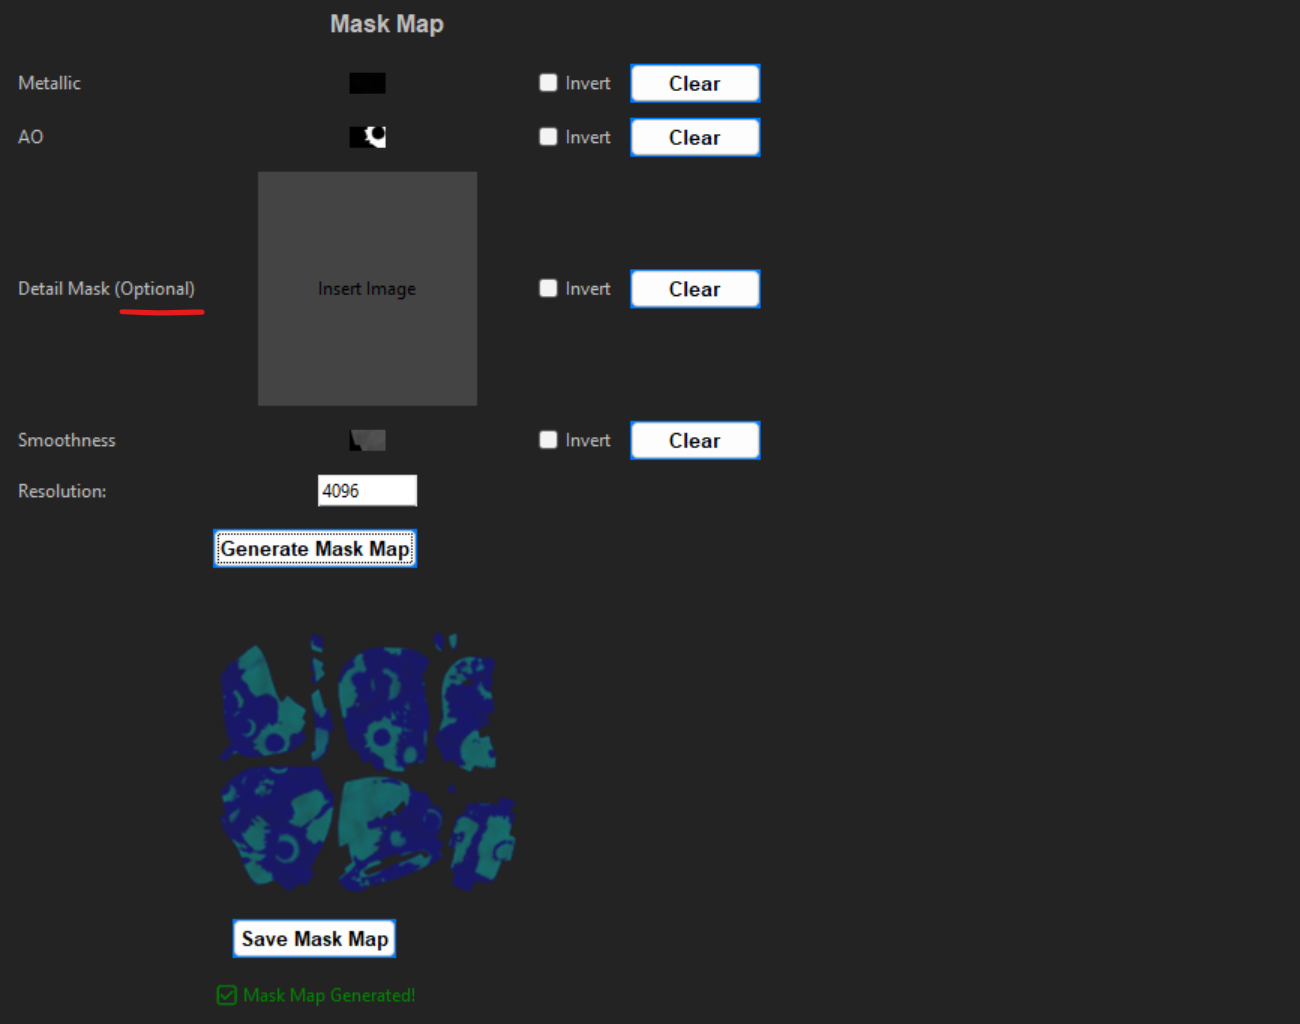 Mask Map
Metallic
Invert
Clear
AO
Invert
Clear
Detail Mask (Optional)
Insert Image
Invert
Clear
Smoothness
Invert
Clear
Resolution:
4096
Generate Mask Map
Save Mask Map
Mask Map Generated!